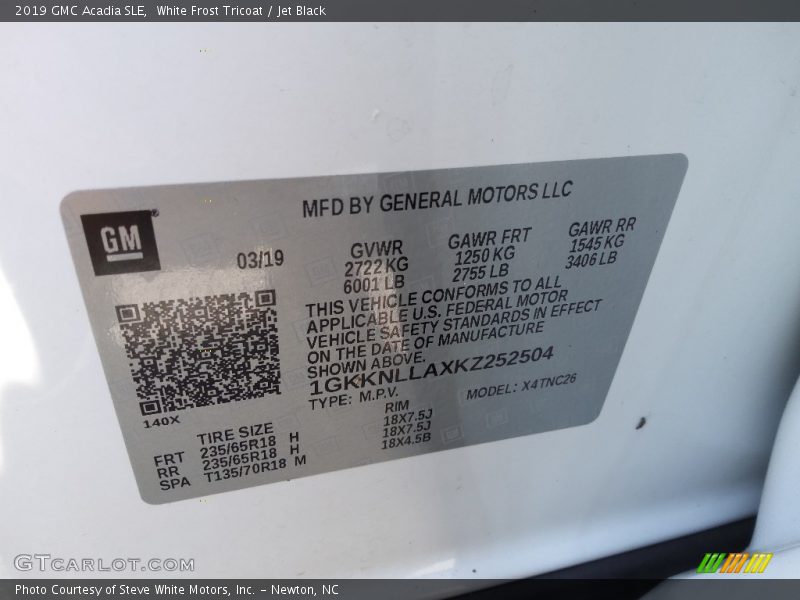 2019 GMC Acadia SLE,  White Frost Tricoat / Jet Black
MFD BY GENERAL MOTORS LLC
GM®
03/19
GVWR
2722 KG
6001 LB
GAWR FRT
1250 KG
2755 LB
GAWR RR
1545 KG
3406 LB
THIS VEHICLE CONFORMS TO ALL
APPLICABLE U.S. FEDERAL MOTOR
VEHICLE SAFETY STANDARDS IN EFFECT
ON THE DATE OF MANUFACTURE
SHOWN ABOVE.
1GKKNLLAXKZ252504
TYPE: M.P.V.
MODEL: X4TNC26
140X
TIRE SIZE
RIM
FRT 235/65R18 H 18X7.5J
RR 235/65R18 H 18X7.5J
SPA T135/70R18 M 18X4.5B
GTCARLOT.COM
Photo Courtesy of Steve White Motors, Inc. – Newton, NC